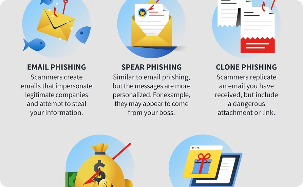 EMAIL PHISHING
Scammers create
emails that impersonate
legitimate companies
and attempt to steal
your information.
SPEAR PHISHING
Similar to email phishing,
but the messages are more
personalized. For example,
they may appear to come
from your boss.
CLONE PHISHING
Scammers replicate
an email you have
received, but include
a dangerous
attachment or link.
$